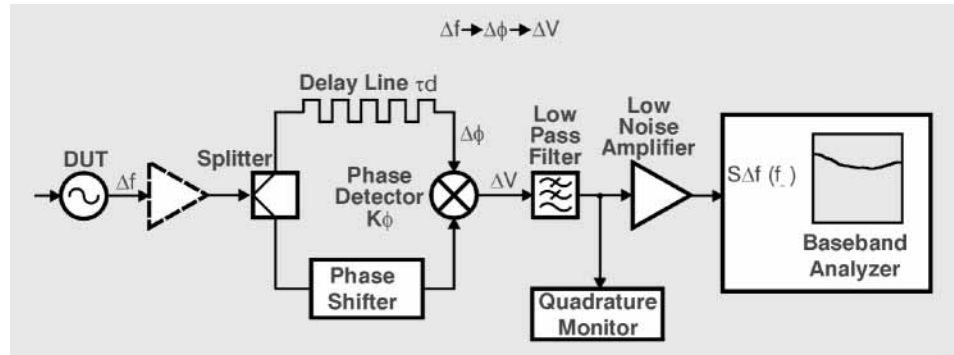 Δf→Δϕ→ΔV
Delay Line τd
DUT
Δf
Splitter
Δϕ
Phase
Detector
Kϕ
ΔV
Low
Pass
Filter
Low
Noise
Amplifier
SΔf (f_)
Baseband
Analyzer
Phase
Shifter
Quadrature
Monitor